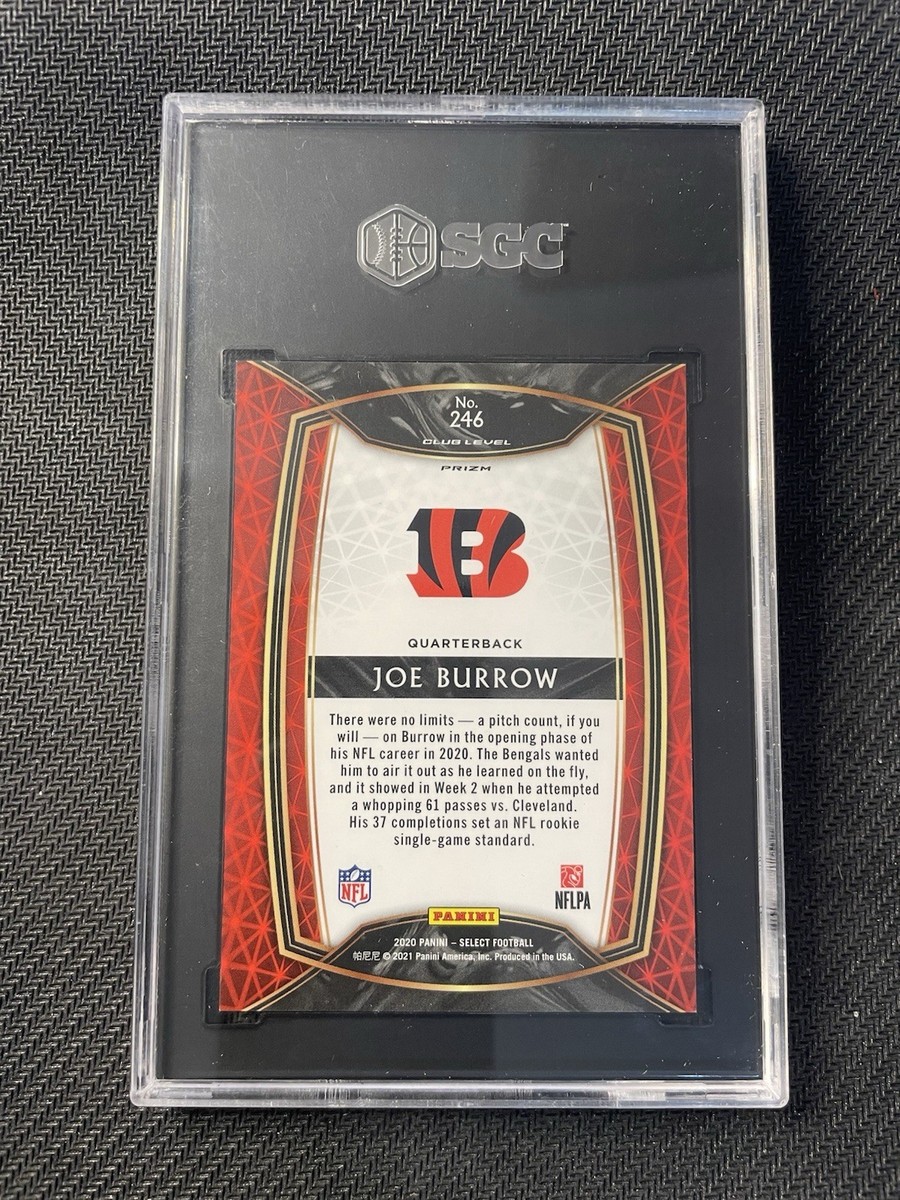 SGC
No.
246
CLUB LEVEL
PRIZM
B
QUARTERBACK
JOE BURROW
There were no limits — a pitch count, if you
will — on Burrow in the opening phase of
his NFL career in 2020. The Bengals wanted
him to air it out as he learned on the fly,
and it showed in Week 2 when he attempted
a whopping 61 passes vs. Cleveland.
His 37 completions set an NFL rookie
single-game standard.
NFL
NFLPA
PANINI
2020 PANINI – SELECT FOOTBALL
帕尼尼 © 2021 Panini America, Inc. Produced in the USA.